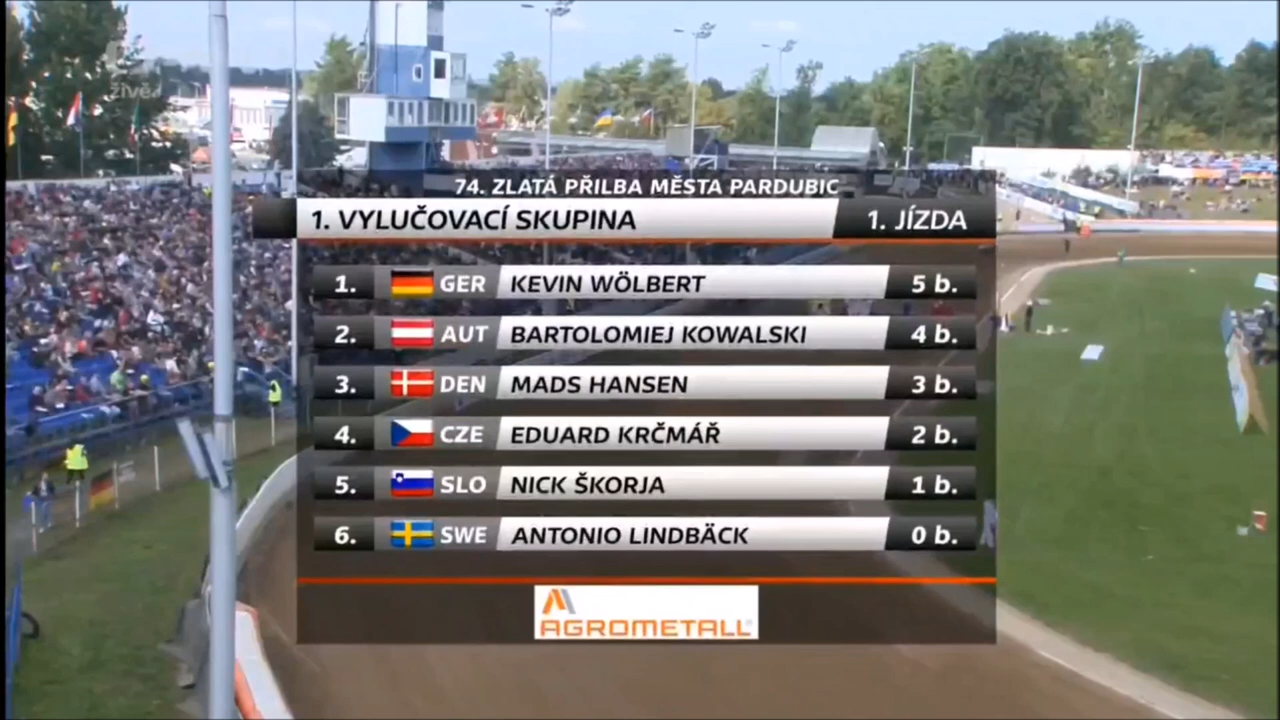 živě
74. ZLATÁ PŘILBA MĚSTA PARDUBIC
1. VYLUČOVACÍ SKUPINA 1. JÍZDA
1. GER KEVIN WÖLBERT 5 b.
2. AUT BARTOLOMIEJ KOWALSKI 4 b.
3. DEN MADS HANSEN 3 b.
4. CZE EDUARD KRČMÁŘ 2 b.
5. SLO NICK ŠKORJA 1 b.
6. SWE ANTONIO LINDBÄCK 0 b.
AGROMETALL